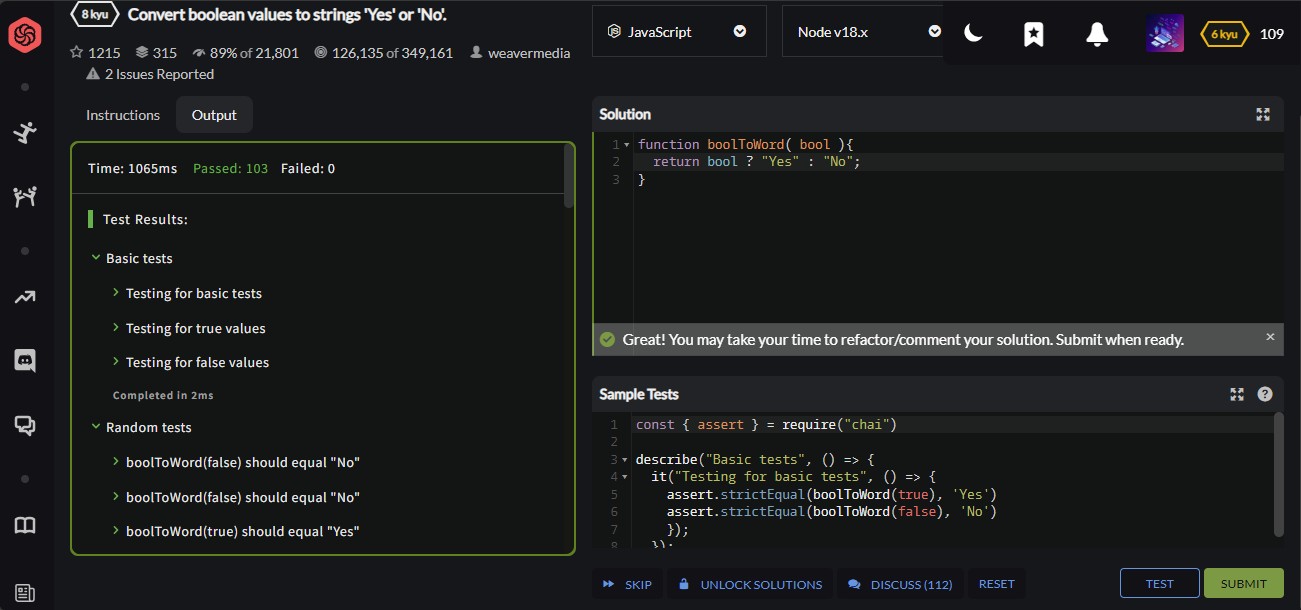 8 kyu Convert boolean values to strings 'Yes' or 'No'.
1215 315 89% of 21,801 126,135 of 349,161 weavermedia
2 Issues Reported
JavaScript
Node v18.x
6 kyu 109
Instructions Output
Time: 1065ms Passed: 103 Failed: 0
Test Results:
Basic tests
Testing for basic tests
Testing for true values
Testing for false values
Completed in 2ms
Random tests
boolToWord(false) should equal "No"
boolToWord(false) should equal "No"
boolToWord(true) should equal "Yes"
Solution
1 function boolToWord( bool ){
2 return bool ? "Yes" : "No";
3 }
Great! You may take your time to refactor/comment your solution. Submit when ready.
Sample Tests
1 const { assert } = require("chai")
2
3 describe("Basic tests", () => {
4 it("Testing for basic tests", () => {
5 assert.strictEqual(boolToWord(true), 'Yes')
6 assert.strictEqual(boolToWord(false), 'No')
7 });
8 });
SKIP UNLOCK SOLUTIONS DISCUSS (112) RESET TEST SUBMIT